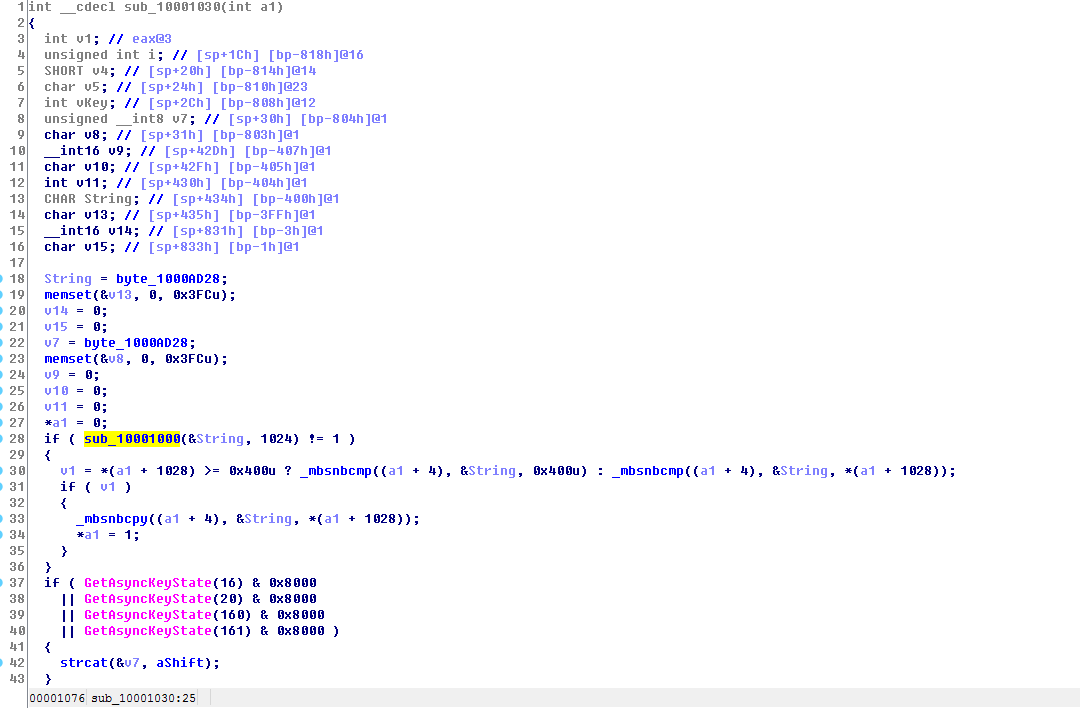 1 int __cdecl sub_10001030(int a1)
2 {
3 int v1; // eax@3
4 unsigned int i; // [sp+1Ch] [bp-818h]@16
5 SHORT v4; // [sp+20h] [bp-814h]@14
6 char v5; // [sp+24h] [bp-810h]@23
7 int vKey; // [sp+2Ch] [bp-808h]@12
8 unsigned __int8 v7; // [sp+30h] [bp-804h]@1
9 char v8; // [sp+31h] [bp-803h]@1
10 __int16 v9; // [sp+42Dh] [bp-407h]@1
11 char v10; // [sp+42Fh] [bp-405h]@1
12 int v11; // [sp+430h] [bp-404h]@1
13 CHAR String; // [sp+434h] [bp-400h]@1
14 char v13; // [sp+435h] [bp-3FFh]@1
15 __int16 v14; // [sp+831h] [bp-3h]@1
16 char v15; // [sp+833h] [bp-1h]@1
17
18 String = byte_1000AD28;
19 memset(&v13, 0, 0x3FCu);
20 v14 = 0;
21 v15 = 0;
22 v7 = byte_1000AD28;
23 memset(&v8, 0, 0x3FCu);
24 v9 = 0;
25 v10 = 0;
26 v11 = 0;
27 *a1 = 0;
28 if ( sub_10001000(&String, 1024) != 1 )
29 {
30 v1 = *(a1 + 1028) >= 0x400u ? _mbsnbcmp((a1 + 4), &String, 0x400u) : _mbsnbcmp((a1 + 4), &String, *(a1 + 1028));
31 if ( v1 )
32 {
33 _mbsnbcpy((a1 + 4), &String, *(a1 + 1028));
34 *a1 = 1;
35 }
36 }
37 if ( GetAsyncKeyState(16) & 0x8000
38 || GetAsyncKeyState(20) & 0x8000
39 || GetAsyncKeyState(160) & 0x8000
40 || GetAsyncKeyState(161) & 0x8000 )
41 {
42 strcat(&v7, aShift);
43 }
00001076 sub_10001030:25